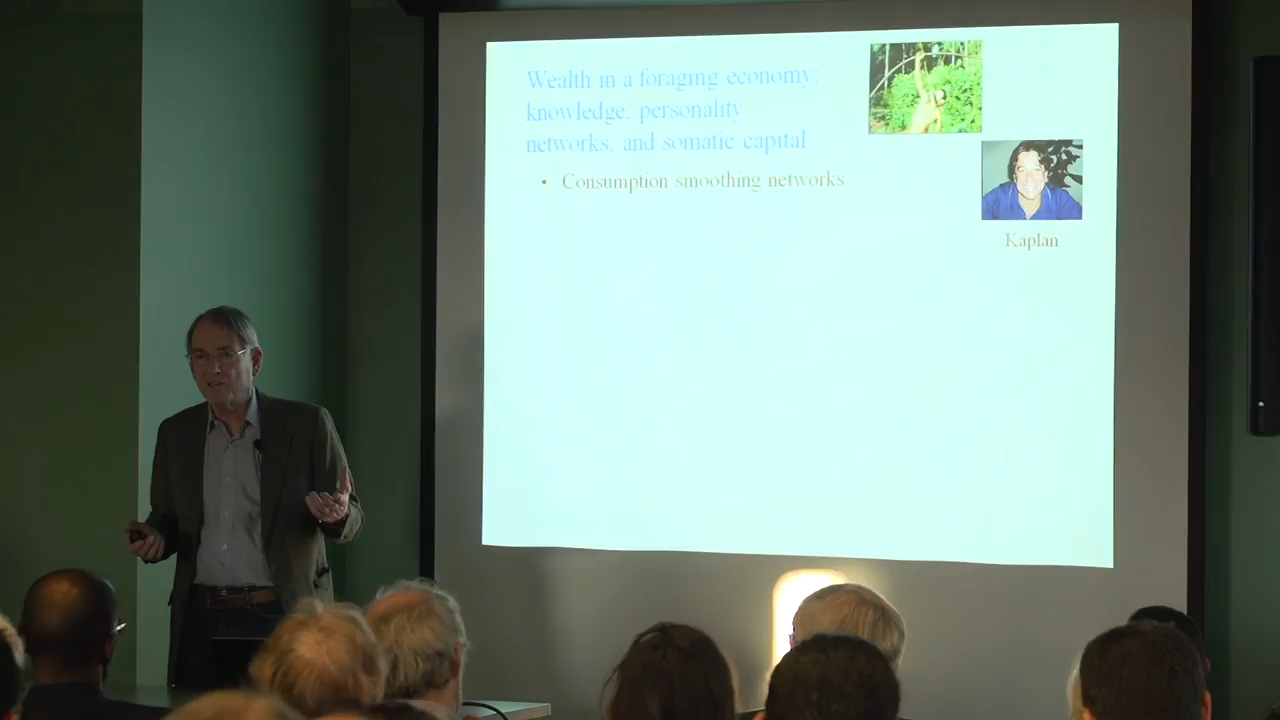 Wealth in a foraging economy:
knowledge, personality
networks, and somatic capital
• Consumption smoothing networks
Kaplan